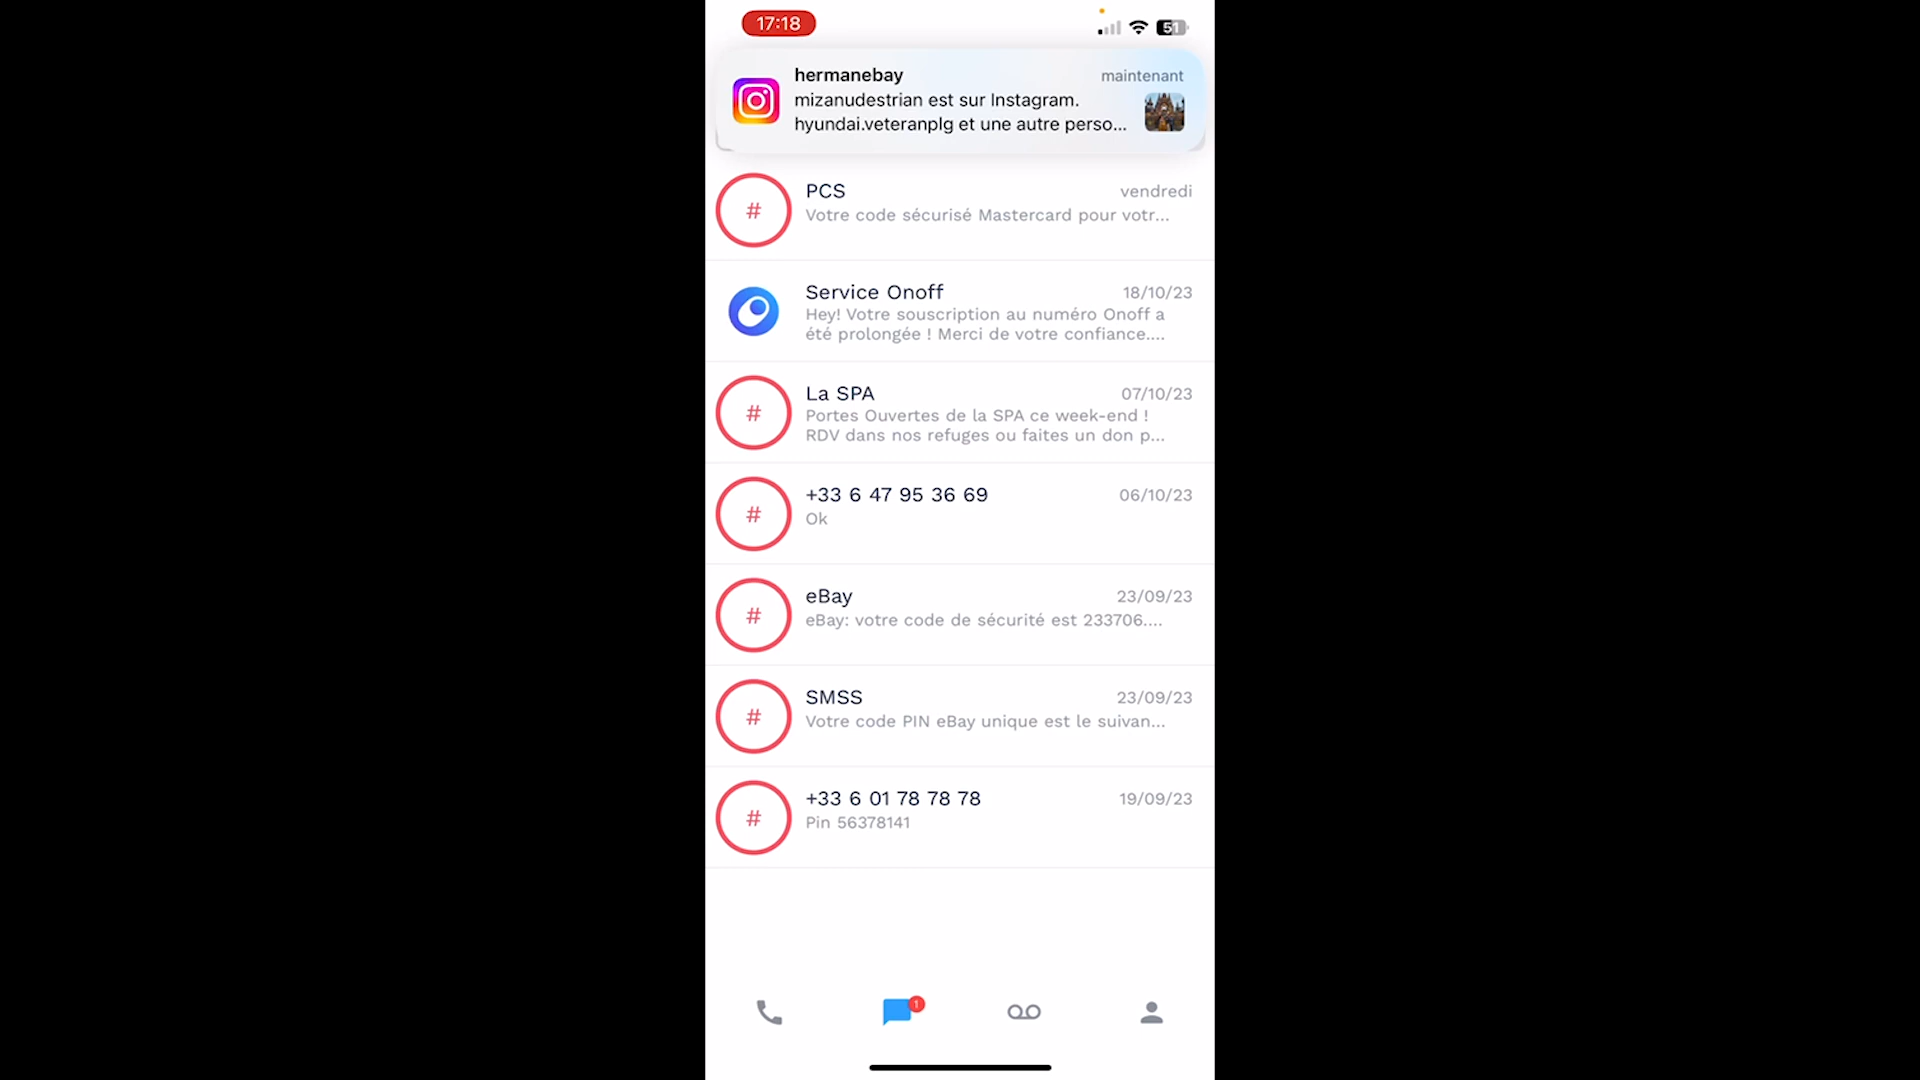 17:18
51
hermanebay
maintenant
mizanudestrian est sur Instagram.
hyundai.veteranplg et une autre perso...
PCS
vendredi
Votre code sécurisé Mastercard pour votr...
Service Onoff
18/10/23
Hey! Votre souscription au numéro Onoff a
été prolongée ! Merci de votre confiance....
La SPA
07/10/23
Portes Ouvertes de la SPA ce week-end !
RDV dans nos refuges ou faites un don p...
+33 6 47 95 36 69
06/10/23
Ok
eBay
23/09/23
eBay: votre code de sécurité est 233706....
SMSS
23/09/23
Votre code PIN eBay unique est le suivan...
+33 6 01 78 78 78
19/09/23
Pin 56378141
1